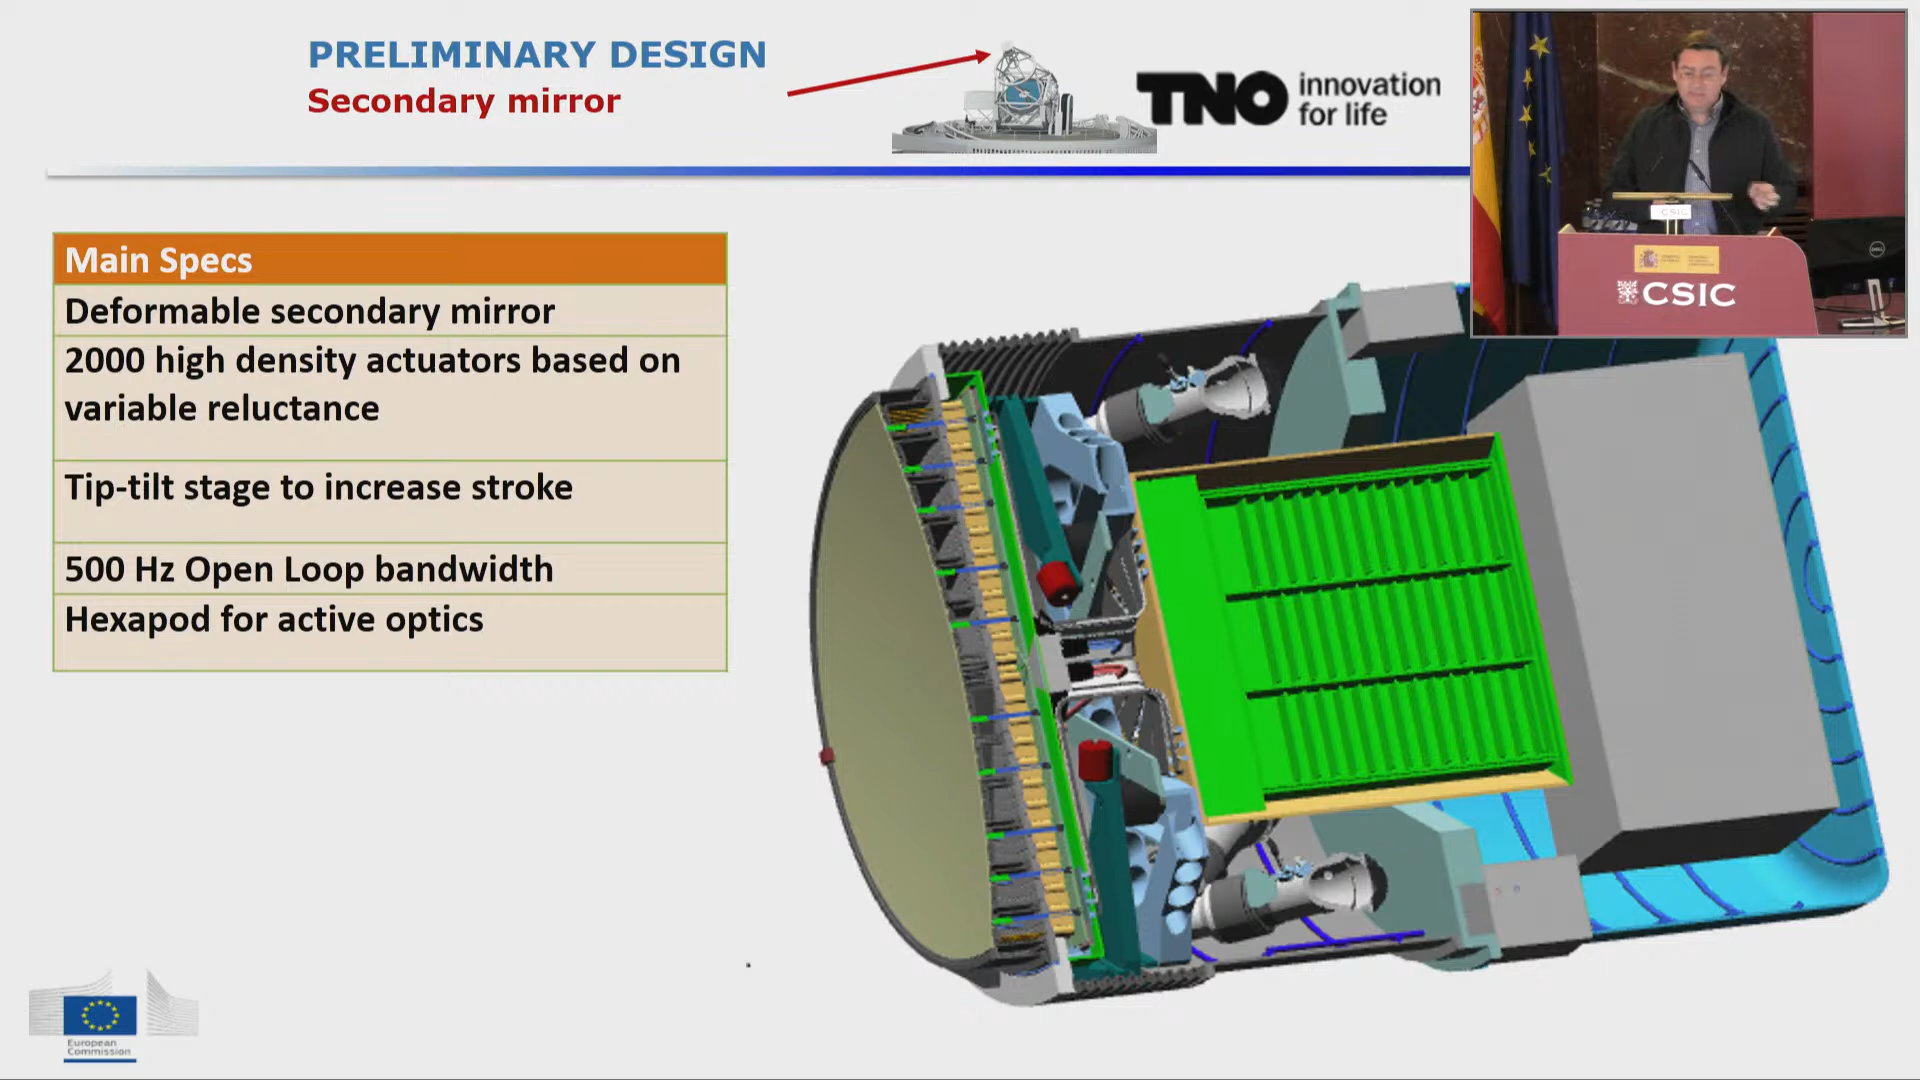 PRELIMINARY DESIGN
Secondary mirror
TNO innovation
for life
Main Specs
Deformable secondary mirror
2000 high density actuators based on
variable reluctance
Tip-tilt stage to increase stroke
500 Hz Open Loop bandwidth
Hexapod for active optics
CSIC
CSIC
DELL
European
Commission